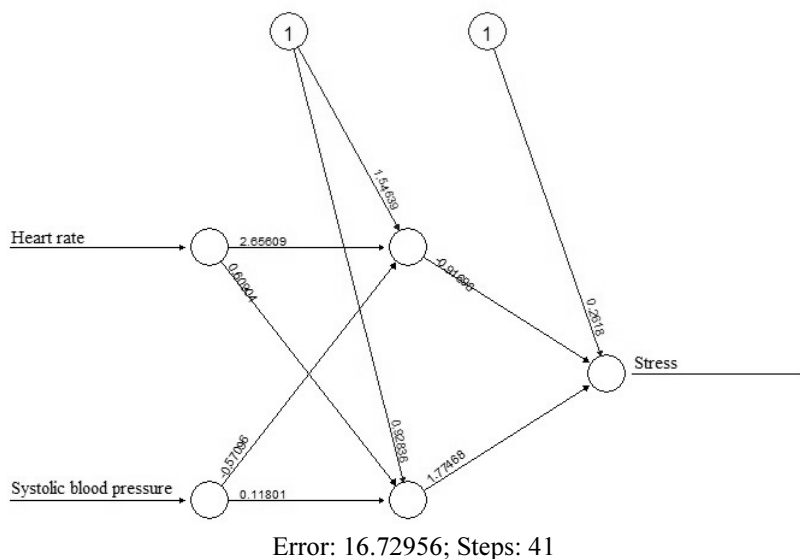 1
1
1.54639
Heart rate
2.65609
0.60904
-0.91696
0.2618
Stress
-0.57096
0.92836
1.77468
Systolic blood pressure
0.11801
Error: 16.72956; Steps: 41